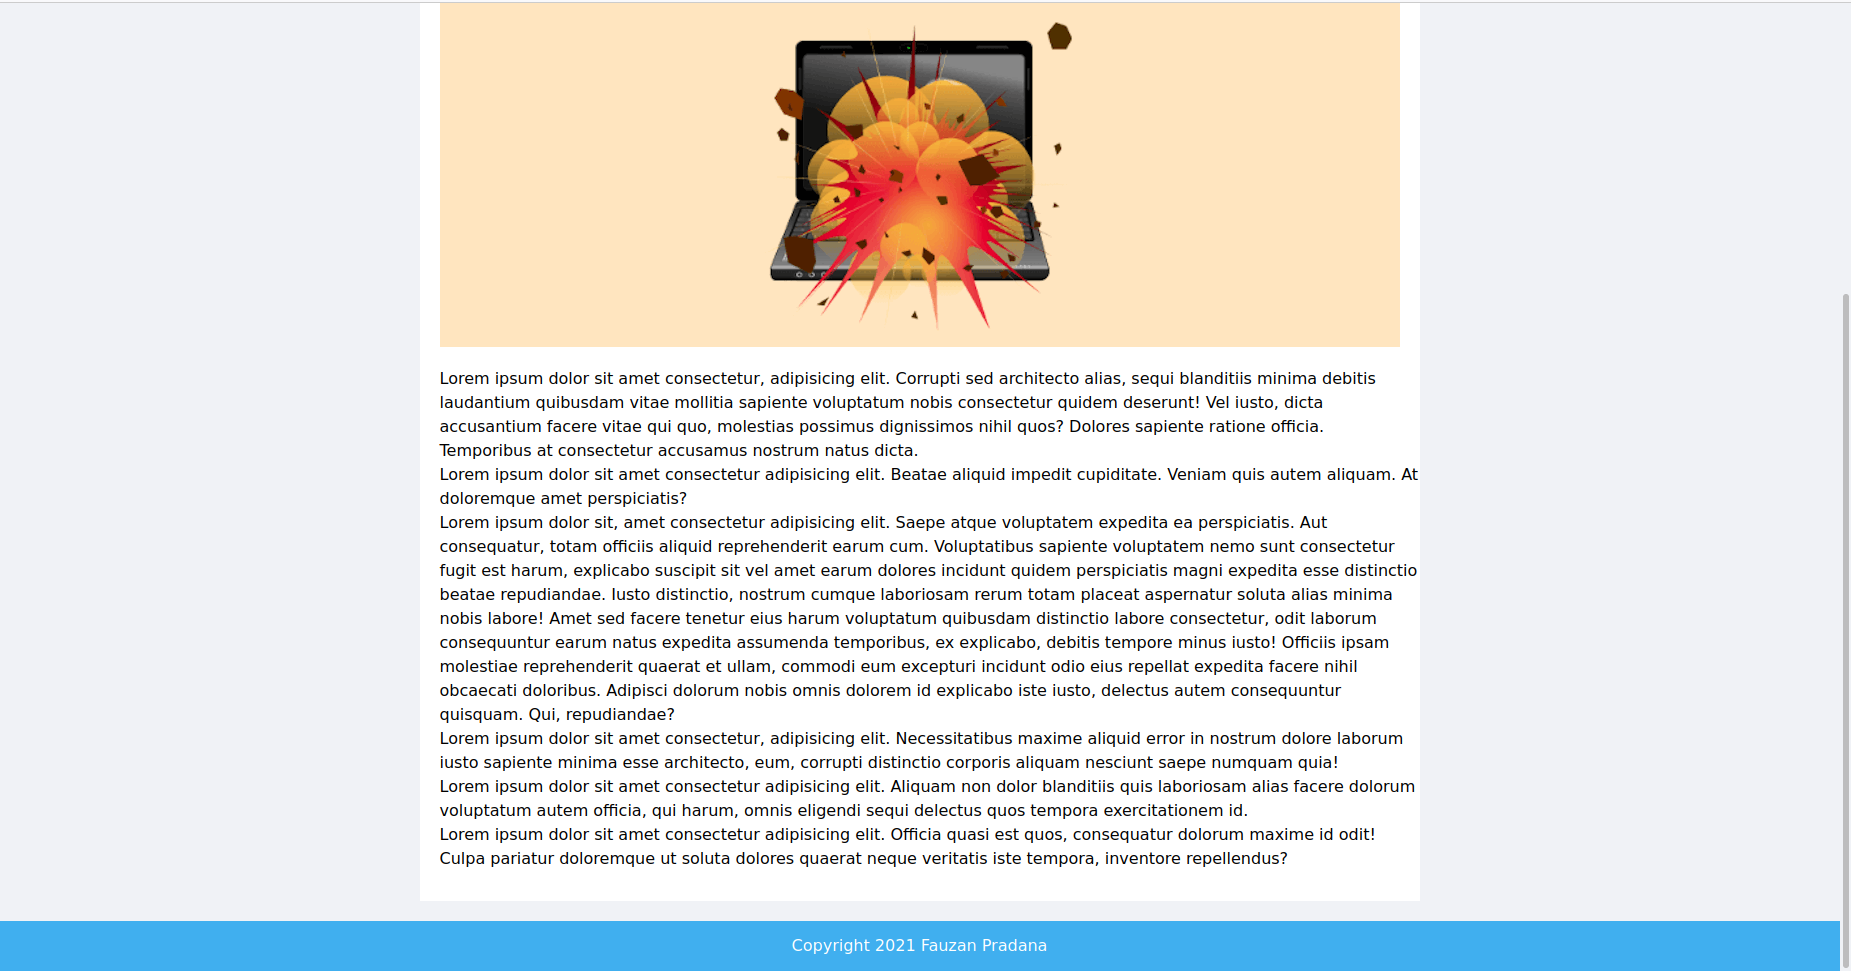 Lorem ipsum dolor sit amet consectetur, adipisicing elit. Corrupti sed architecto alias, sequi blanditiis minima debitis
laudantium quibusdam vitae mollitia sapiente voluptatum nobis consectetur quidem deserunt! Vel iusto, dicta
accusantium facere vitae qui quo, molestias possimus dignissimos nihil quos? Dolores sapiente ratione officia.
Temporibus at consectetur accusamus nostrum natus dicta.
Lorem ipsum dolor sit amet consectetur adipisicing elit. Beatae aliquid impedit cupiditate. Veniam quis autem aliquam. At
doloremque amet perspiciatis?
Lorem ipsum dolor sit, amet consectetur adipisicing elit. Saepe atque voluptatem expedita ea perspiciatis. Aut
consequatur, totam officiis aliquid reprehenderit earum cum. Voluptatibus sapiente voluptatem nemo sunt consectetur
fugit est harum, explicabo suscipit sit vel amet earum dolores incidunt quidem perspiciatis magni expedita esse distinctio
beatae repudiandae. Iusto distinctio, nostrum cumque laboriosam rerum totam placeat aspernatur soluta alias minima
nobis labore! Amet sed facere tenetur eius harum voluptatum quibusdam distinctio labore consectetur, odit laborum
consequuntur earum natus expedita assumenda temporibus, ex explicabo, debitis tempore minus iusto! Officiis ipsam
molestiae reprehenderit quaerat et ullam, commodi eum excepturi incidunt odio eius repellat expedita facere nihil
obcaecati doloribus. Adipisci dolorum nobis omnis dolorem id explicabo iste iusto, delectus autem consequuntur
quisquam. Qui, repudiandae?
Lorem ipsum dolor sit amet consectetur, adipisicing elit. Necessitatibus maxime aliquid error in nostrum dolore laborum
iusto sapiente minima esse architecto, eum, corrupti distinctio corporis aliquam nesciunt saepe numquam quia!
Lorem ipsum dolor sit amet consectetur adipisicing elit. Aliquam non dolor blanditiis quis laboriosam alias facere dolorum
voluptatum autem officia, qui harum, omnis eligendi sequi delectus quos tempora exercitationem id.
Lorem ipsum dolor sit amet consectetur adipisicing elit. Officia quasi est quos, consequatur dolorum maxime id odit!
Culpa pariatur doloremque ut soluta dolores quaerat neque veritatis iste tempora, inventore repellendus?
Copyright 2021 Fauzan Pradana